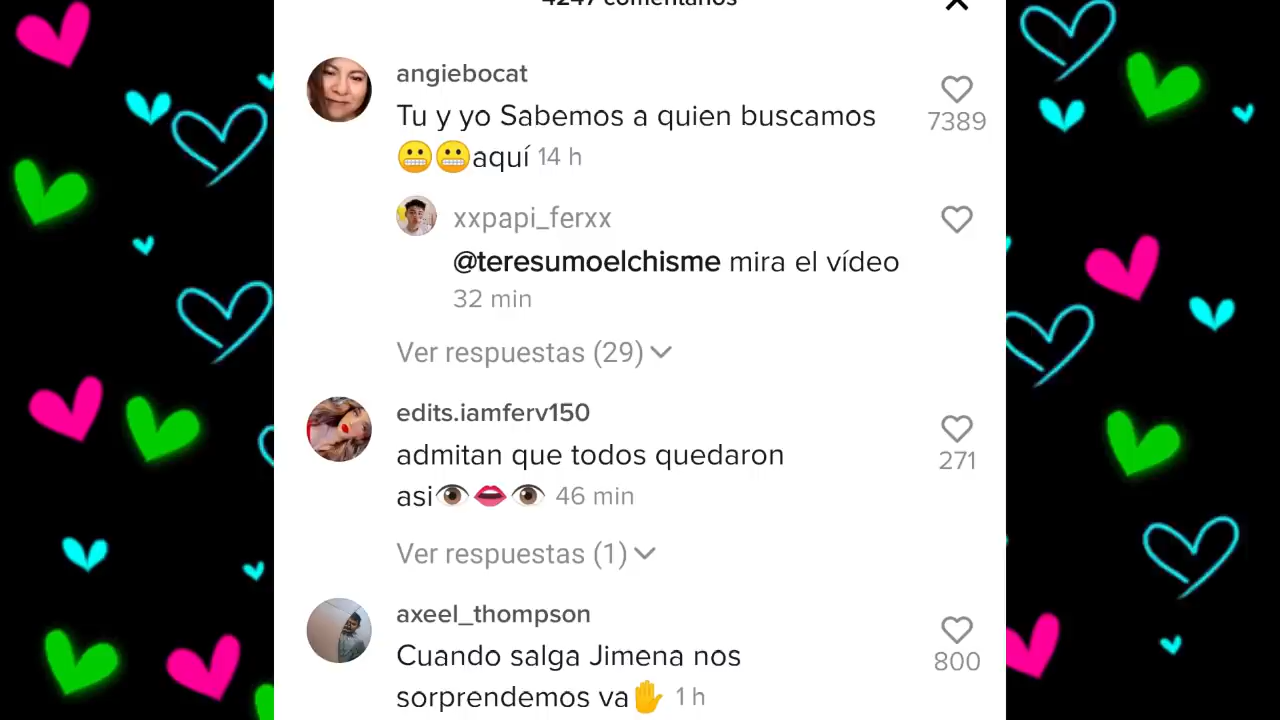 4247 comentarios
angiebocat
Tu y yo Sabemos a quien buscamos
😬😬aquí 14 h
7389
xxpapi_ferxx
@teresumoelchisme mira el vídeo
32 min
Ver respuestas (29)
edits.iamferv150
admitan que todos quedaron
asi👁️👄👁️ 46 min
271
Ver respuestas (1)
axeel_thompson
Cuando salga Jimena nos
sorprendemos va✋ 1 h
800